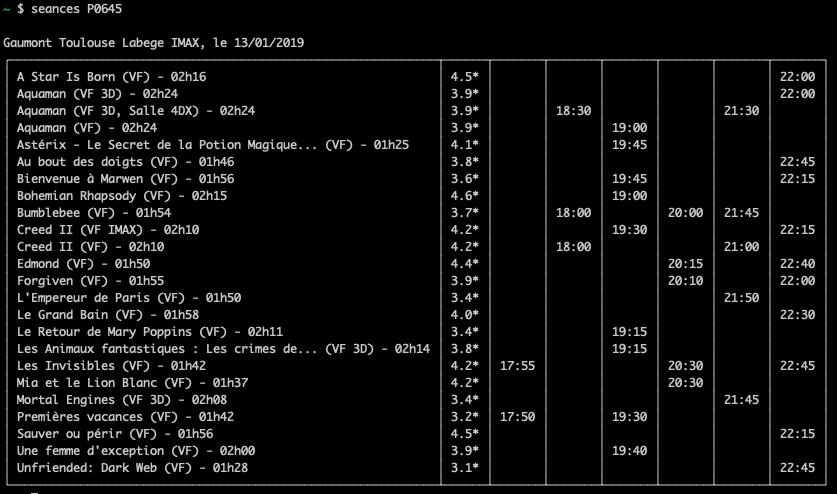 ~ $ seances P0645
Gaumont Toulouse Labege IMAX, le 13/01/2019
A Star Is Born (VF) - 02h16 4.5* 22:00
Aquaman (VF 3D) - 02h24 3.9* 22:00
Aquaman (VF 3D, Salle 4DX) - 02h24 3.9* 18:30 21:30
Aquaman (VF) - 02h24 3.9* 19:00
Astérix - Le Secret de la Potion Magique... (VF) - 01h25 4.1* 19:45
Au bout des doigts (VF) - 01h46 3.8* 22:45
Bienvenue à Marwen (VF) - 01h56 3.6* 19:45 22:15
Bohemian Rhapsody (VF) - 02h15 4.6* 19:00
Bumblebee (VF) - 01h54 3.7* 18:00 20:00 21:45
Creed II (VF IMAX) - 02h10 4.2* 19:30 22:15
Creed II (VF) - 02h10 4.2* 18:00 21:00
Edmond (VF) - 01h50 4.4* 20:15 22:40
Forgiven (VF) - 01h55 3.9* 20:10 22:00
L'Empereur de Paris (VF) - 01h50 3.4* 21:50
Le Grand Bain (VF) - 01h58 4.0* 22:30
Le Retour de Mary Poppins (VF) - 02h11 3.4* 19:15
Les Animaux fantastiques : Les crimes de... (VF 3D) - 02h14 3.8* 19:15
Les Invisibles (VF) - 01h42 4.2* 17:55 20:30 22:45
Mia et le Lion Blanc (VF) - 01h37 4.2* 20:30
Mortal Engines (VF 3D) - 02h08 3.4* 21:45
Premières vacances (VF) - 01h42 3.2* 17:50 19:30
Sauver ou périr (VF) - 01h56 4.5* 22:15
Une femme d'exception (VF) - 02h00 3.9* 19:40
Unfriended: Dark Web (VF) - 01h28 3.1* 22:45